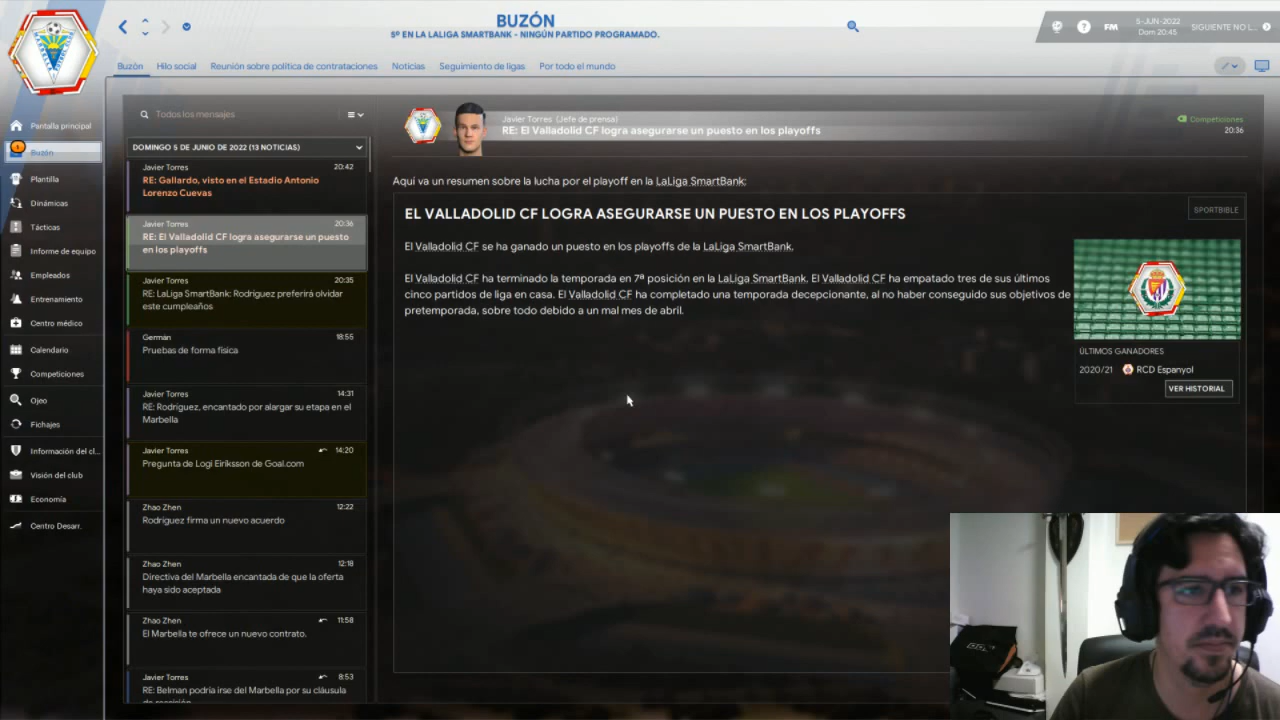 BUZÓN
5º EN LA LALIGA SMARTBANK - NINGÚN PARTIDO PROGRAMADO.
FM
5-JUN-2022
Dom 20:45
SIGUIENTE NO L...
Buzón
Hilo social
Reunión sobre política de contrataciones
Noticias
Seguimiento de ligas
Por todo el mundo
Pantalla principal
1
Buzón
Plantilla
Dinámicas
Tácticas
Informe de equipo
Empleados
Entrenamiento
Centro médico
Calendario
Competiciones
Ojeo
Fichajes
Información del cl...
Visión del club
Economía
Centro Desarr.
Todos los mensajes
DOMINGO 5 DE JUNIO DE 2022 (13 NOTICIAS)
Javier Torres 20:42
RE: Gallardo, visto en el Estadio Antonio
Lorenzo Cuevas
Javier Torres 20:36
RE: El Valladolid CF logra asegurarse un puesto
en los playoffs
Javier Torres 20:35
RE: LaLiga SmartBank: Rodríguez preferirá olvidar
este cumpleaños
Germán 18:55
Pruebas de forma física
Javier Torres 14:31
RE: Rodríguez, encantado por alargar su etapa en el
Marbella
Javier Torres 14:20
Pregunta de Logi Eiríksson de Goal.com
Zhao Zhen 12:22
Rodríguez firma un nuevo acuerdo
Zhao Zhen 12:18
Directiva del Marbella encantada de que la oferta
haya sido aceptada
Zhao Zhen 11:58
El Marbella te ofrece un nuevo contrato.
Javier Torres 8:53
RE: Belman podría irse del Marbella por su cláusula
de rescisión
Javier Torres (Jefe de prensa)
RE: El Valladolid CF logra asegurarse un puesto en los playoffs
Competiciones
20:36
Aquí va un resumen sobre la lucha por el playoff en la LaLiga SmartBank:
EL VALLADOLID CF LOGRA ASEGURARSE UN PUESTO EN LOS PLAYOFFS
SPORTBIBLE
El Valladolid CF se ha ganado un puesto en los playoffs de la LaLiga SmartBank.
El Valladolid CF ha terminado la temporada en 7ª posición en la LaLiga SmartBank. El Valladolid CF ha empatado tres de sus últimos
cinco partidos de liga en casa. El Valladolid CF ha completado una temporada decepcionante, al no haber conseguido sus objetivos de
pretemporada, sobre todo debido a un mal mes de abril.
ÚLTIMOS GANADORES
2020/21 RCD Espanyol
VER HISTORIAL